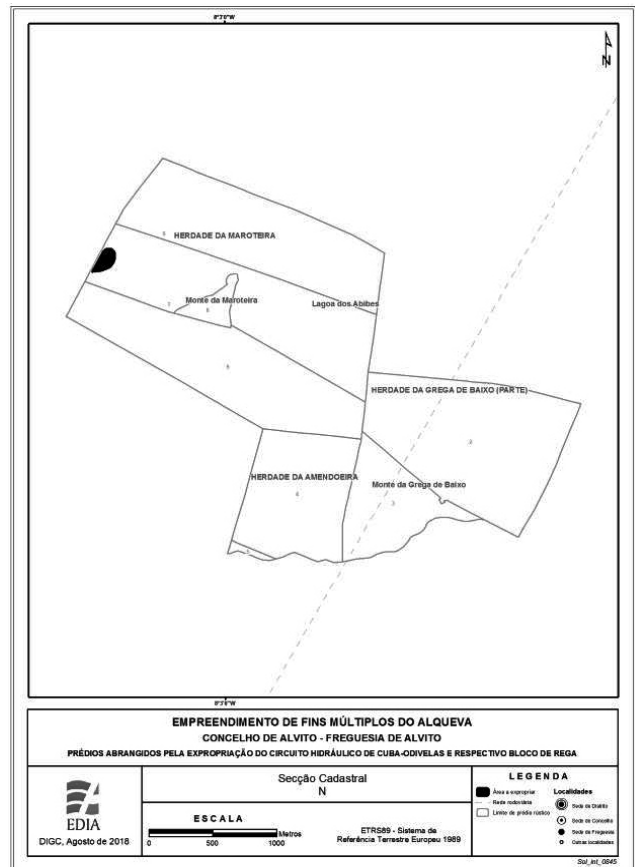 8°3'0"W
N
HERDADE DA MAROTEIRA
Monte da Maroteira
Lagoa dos Abibes
HERDADE DA GREGA DE BAIXO (PARTE)
HERDADE DA AMENDOEIRA
Monte da Grega de Baixo
8°3'0"W
EMPREENDIMENTO DE FINS MÚLTIPLOS DO ALQUEVA
CONCELHO DE ALVITO - FREGUESIA DE ALVITO
PRÉDIOS ABRANGIDOS PELA EXPROPRIAÇÃO DO CIRCUITO HIDRÁULICO DE CUBA-ODIVELAS E RESPECTIVO BLOCO DE REGA
EDIA
DIGC, Agosto de 2018
Secção Cadastral
N
ESCALA
Metros
0 500 1000
ETRS89 - Sistema de
Referência Terrestre Europeu 1989
LEGENDA
Área a expropriar
Rede rodoviária
Limite de prédio rústico
Localidades
Sede de Distrito
Sede de Concelho
Sede de Freguesia
Outras localidades
Sul_Int_0845